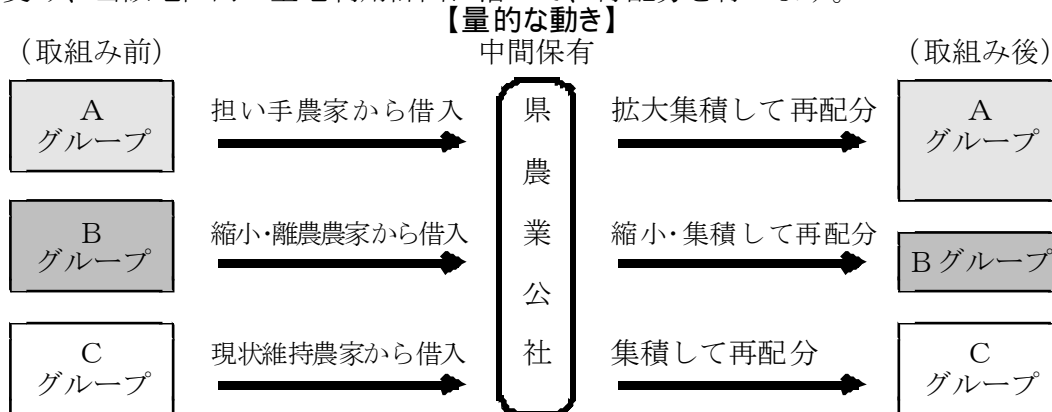 【量的な動き】
(取組み前) 中間保有 (取組み後)
A
グループ
担い手農家から借入
拡大集積して再配分
A
グループ
B
グループ
縮小・離農農家から借入
縮小・集積して再配分
Bグループ
C
グループ
現状維持農家から借入
集積して再配分
C
グループ
県
農
業
公
社